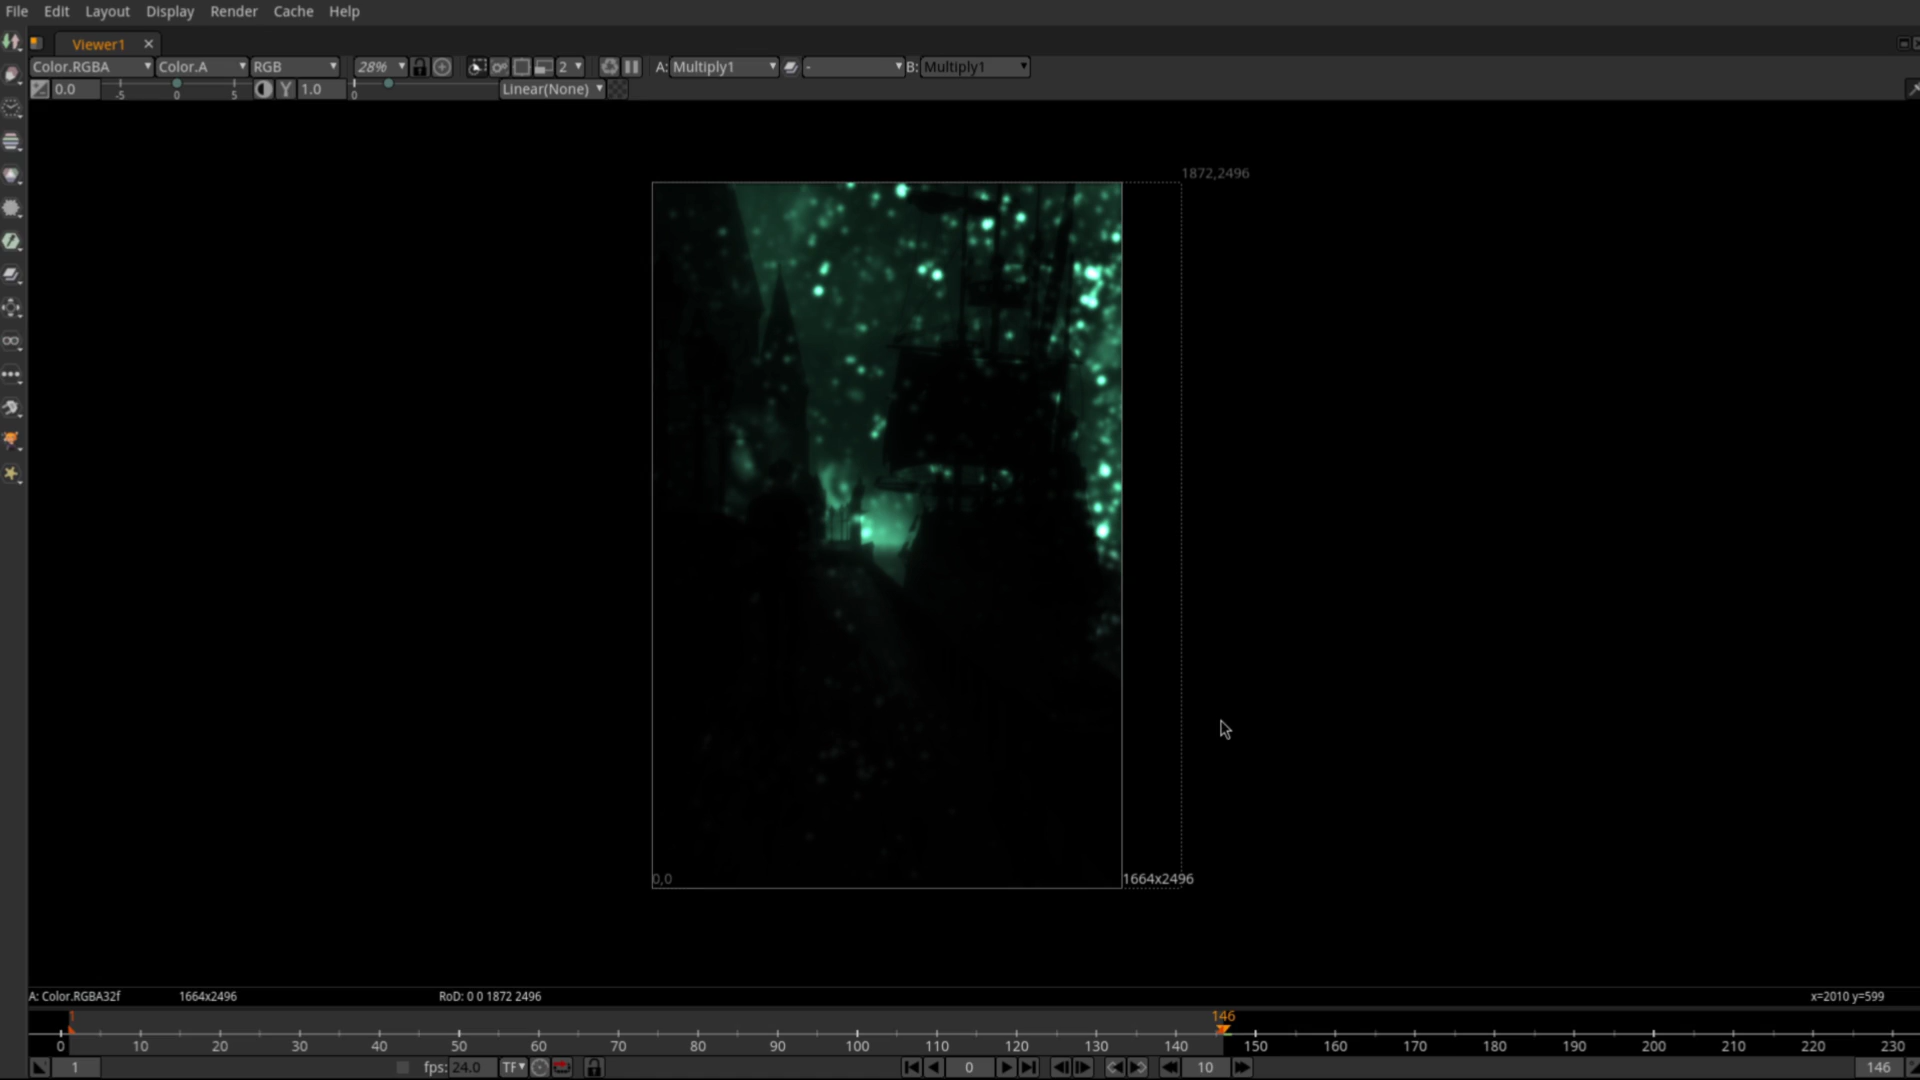 File Edit Layout Display Render Cache Help
Viewer1
Color.RGBA Color.A RGB 28% 2 A: Multiply1 - B: Multiply1
0.0 -5 0 5 Y 1.0 0 Linear(None)
1872,2496
0,0 1664x2496
A: Color.RGBA32f 1664x2496 RoD: 0 0 1872 2496 x=2010 y=599
1 146
0 10 20 30 40 50 60 70 80 90 100 110 120 130 140 150 160 170 180 190 200 210 220 230
1 fps: 24.0 TF 0 10 146